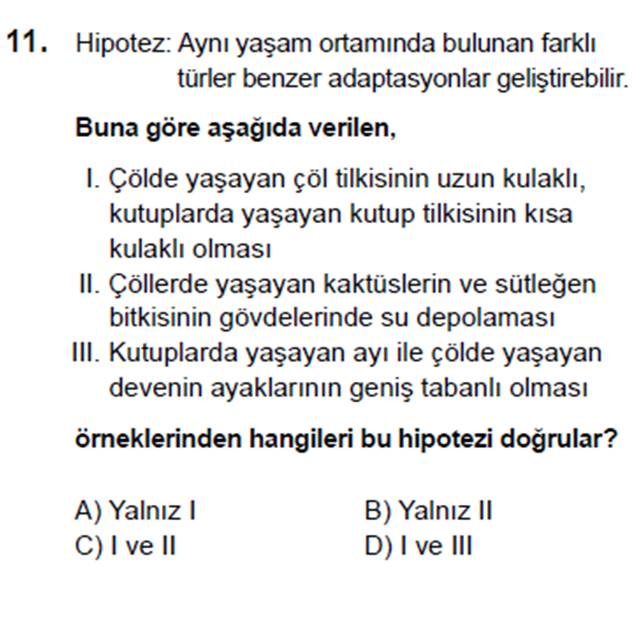 11. Hipotez: Aynı yaşam ortamında bulunan farklı
türler benzer adaptasyonlar geliştirebilir.
Buna göre aşağıda verilen,
I. Çölde yaşayan çöl tilkisinin uzun kulaklı,
kutuplarda yaşayan kutup tilkisinin kısa
kulaklı olması
II. Çöllerde yaşayan kaktüslerin ve sütleğen
bitkisinin gövdelerinde su depolaması
III. Kutuplarda yaşayan ayı ile çölde yaşayan
devenin ayaklarının geniş tabanlı olması
örneklerinden hangileri bu hipotezi doğrular?
A) Yalnız I B) Yalnız II
C) I ve II D) I ve III